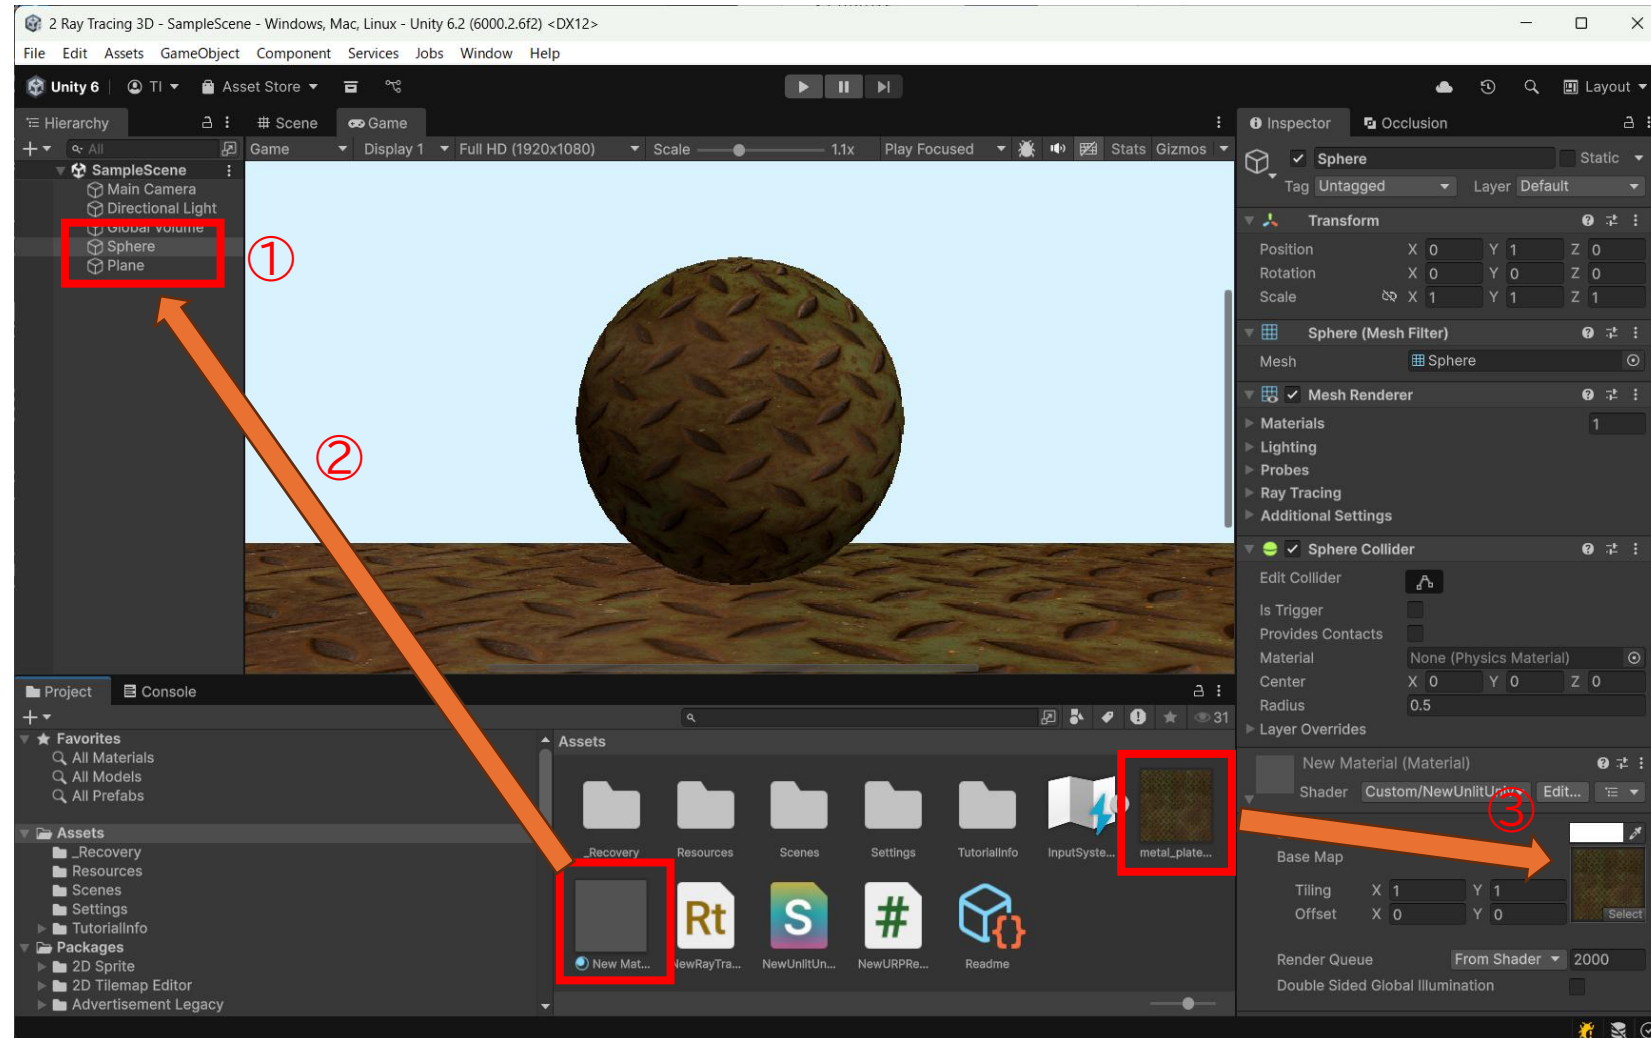 2 Ray Tracing 3D - SampleScene - Windows, Mac, Linux - Unity 6.2 (6000.2.6f2) <DX12>
File Edit Assets GameObject Component Services Jobs Window Help
Unity 6 TI Asset Store Layout
Hierarchy
# Scene Game
All
Game Display 1 Full HD (1920x1080) Scale 1.1x Play Focused Stats Gizmos
SampleScene
Main Camera
Directional Light
Global Volume
Sphere
Plane
①
②
③
Inspector Occlusion
Sphere Static
Tag Untagged Layer Default
Transform
Position X 0 Y 1 Z 0
Rotation X 0 Y 0 Z 0
Scale X 1 Y 1 Z 1
Sphere (Mesh Filter)
Mesh Sphere
Mesh Renderer
Materials 1
Lighting
Probes
Ray Tracing
Additional Settings
Sphere Collider
Edit Collider
Is Trigger
Provides Contacts
Material None (Physics Material)
Center X 0 Y 0 Z 0
Radius 0.5
Layer Overrides
New Material (Material)
Shader Edit...
Base Map
Tiling X 1 Y 1
Offset X 0 Y 0
Select
Render Queue From Shader 2000
Double Sided Global Illumination
Project Console
31
Favorites
All Materials
All Models
All Prefabs
Assets
_Recovery
Resources
Scenes
Settings
TutorialInfo
Packages
2D Sprite
2D Tilemap Editor
Advertisement Legacy
Assets
_Recovery Resources Scenes Settings TutorialInfo InputSyste... metal_plate...
Rt S #
New Mat... NewRayTra... NewUnlitUn... NewURPRe... Readme